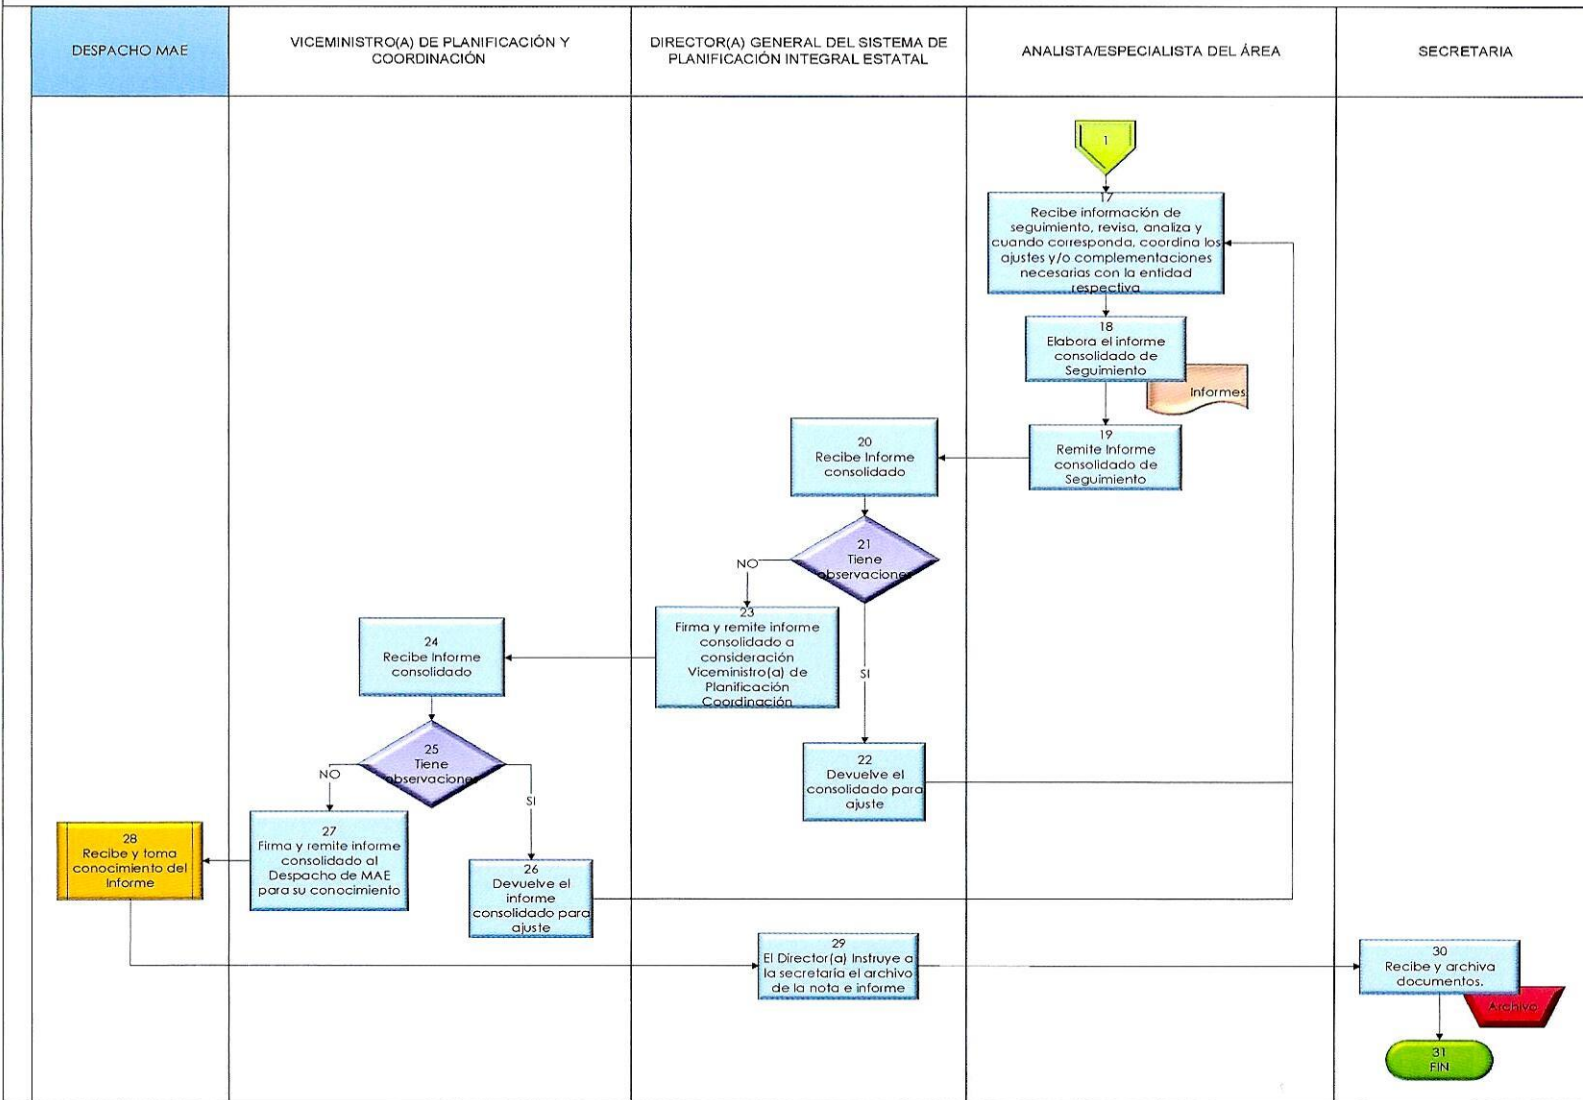 DESPACHO MAE
VICEMINISTRO(A) DE PLANIFICACIÓN Y
COORDINACIÓN
DIRECTOR(A) GENERAL DEL SISTEMA DE
PLANIFICACIÓN INTEGRAL ESTATAL
ANALISTA/ESPECIALISTA DEL ÁREA
SECRETARIA
1
17
Recibe información de
seguimiento, revisa, analiza y
cuando corresponda, coordina los
ajustes y/o complementaciones
necesarias con la entidad
respectiva
18
Elabora el informe
consolidado de
Seguimiento
Informes
19
Remite Informe
consolidado de
Seguimiento
20
Recibe Informe
consolidado
21
Tiene
observaciones
NO
SI
23
Firma y remite informe
consolidado a
consideración
Viceministro(a) de
Planificación
Coordinación
22
Devuelve el
consolidado para
ajuste
24
Recibe Informe
consolidado
25
Tiene
observaciones
NO
SI
27
Firma y remite informe
consolidado al
Despacho de MAE
para su conocimiento
26
Devuelve el
informe
consolidado para
ajuste
28
Recibe y toma
conocimiento del
Informe
29
El Director(a) Instruye a
la secretaría el archivo
de la nota e informe
30
Recibe y archiva
documentos.
Archivo
31
FIN